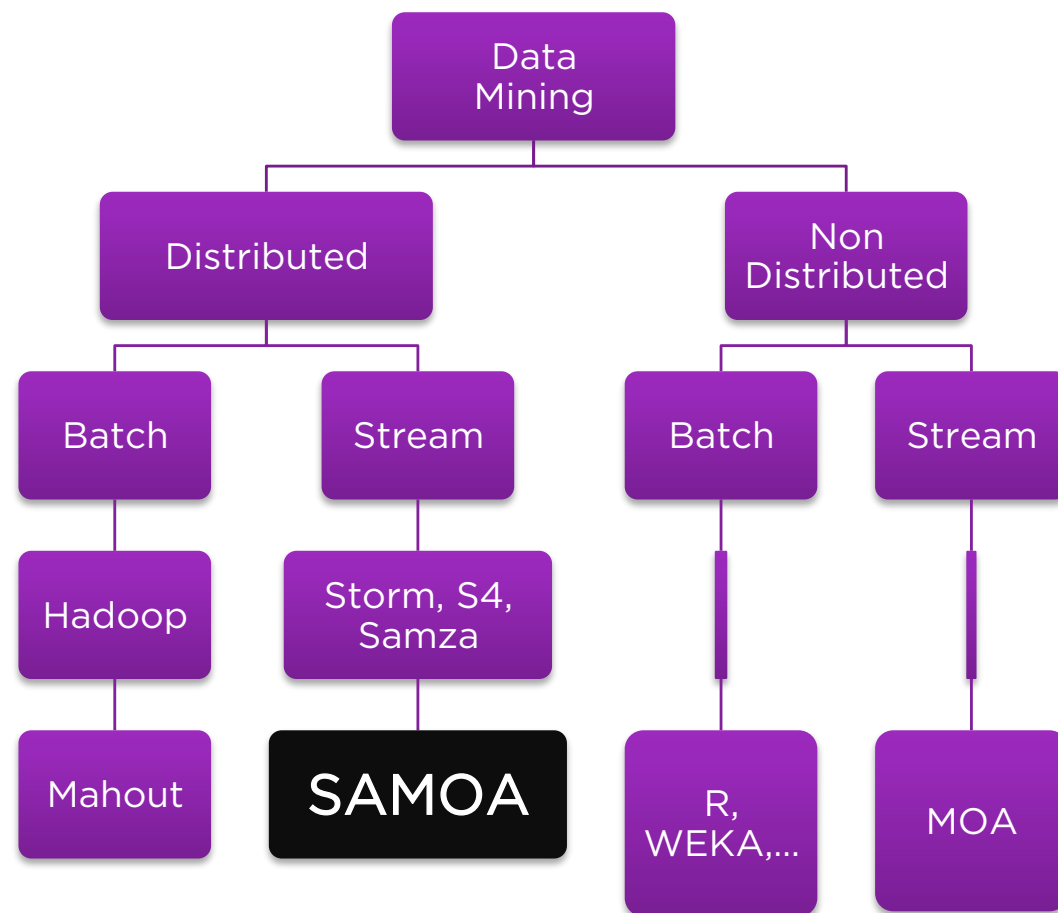 Data
Mining
Distributed
Non
Distributed
Batch
Stream
Batch
Stream
Hadoop
Storm, S4,
Samza
Mahout
SAMOA
R,
WEKA,...
MOA